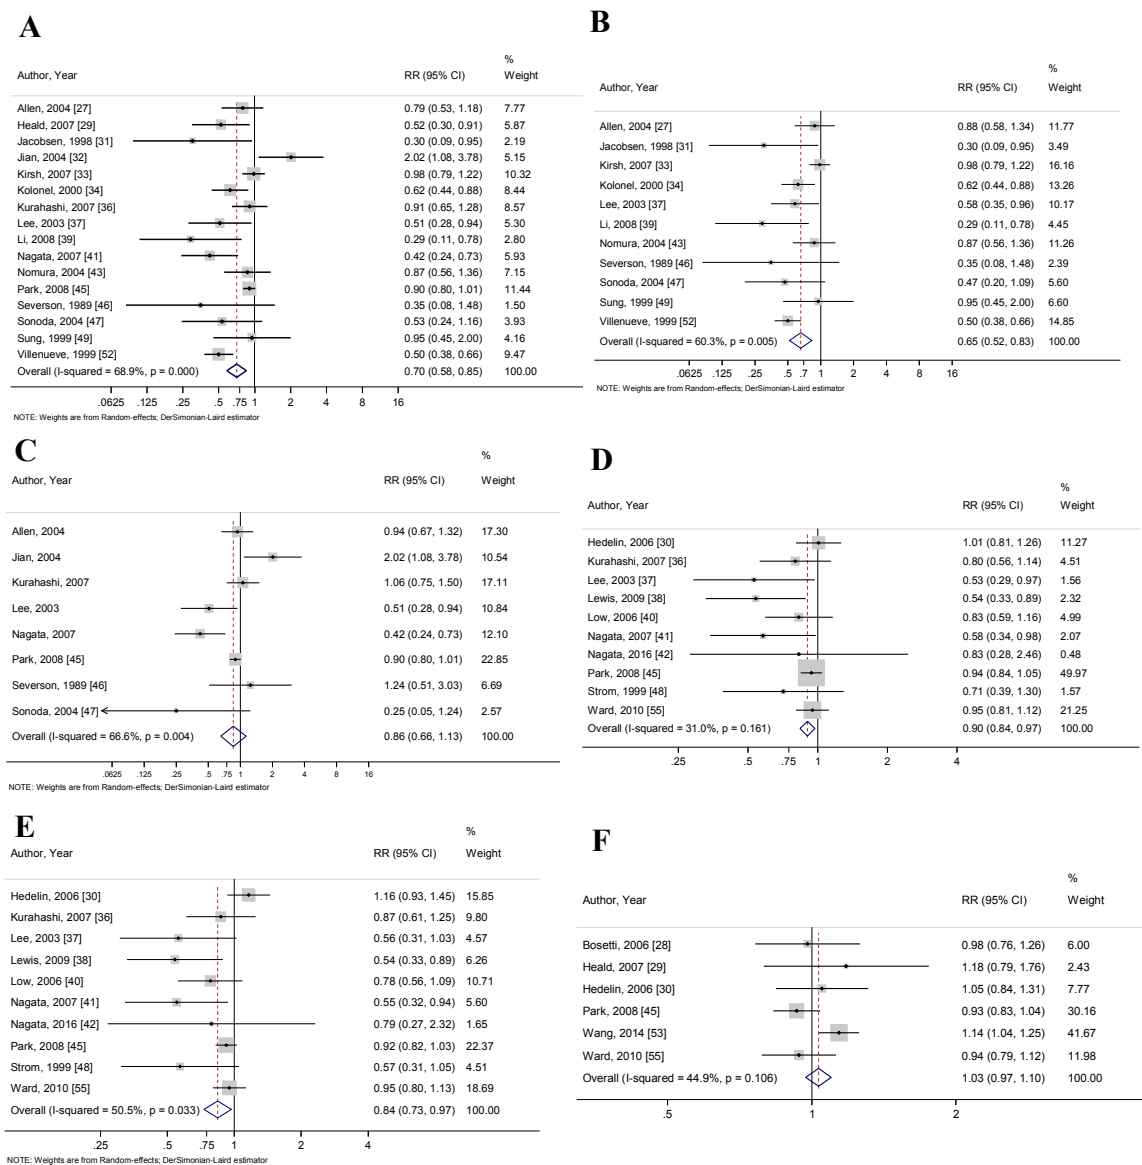 A
%
Author, Year RR (95% CI) Weight
Allen, 2004 [27] 0.79 (0.53, 1.18) 7.77
Heald, 2007 [29] 0.52 (0.30, 0.91) 5.87
Jacobsen, 1998 [31] 0.30 (0.09, 0.95) 2.19
Jian, 2004 [32] 2.02 (1.08, 3.78) 5.15
Kirsh, 2007 [33] 0.98 (0.79, 1.22) 10.32
Kolonel, 2000 [34] 0.62 (0.44, 0.88) 8.44
Kurahashi, 2007 [36] 0.91 (0.65, 1.28) 8.57
Lee, 2003 [37] 0.51 (0.28, 0.94) 5.30
Li, 2008 [39] 0.29 (0.11, 0.78) 2.80
Nagata, 2007 [41] 0.42 (0.24, 0.73) 5.93
Nomura, 2004 [43] 0.87 (0.56, 1.36) 7.15
Park, 2008 [45] 0.90 (0.80, 1.01) 11.44
Severson, 1989 [46] 0.35 (0.08, 1.48) 1.50
Sonoda, 2004 [47] 0.53 (0.24, 1.16) 3.93
Sung, 1999 [49] 0.95 (0.45, 2.00) 4.16
Villenueve, 1999 [52] 0.50 (0.38, 0.66) 9.47
Overall (I-squared = 68.9%, p = 0.000) 0.70 (0.58, 0.85) 100.00
.0625 .125 .25 .5 .75 1 2 4 8 16
NOTE: Weights are from Random-effects; DerSimonian-Laird estimator
B
%
Author, Year RR (95% CI) Weight
Allen, 2004 [27] 0.88 (0.58, 1.34) 11.77
Jacobsen, 1998 [31] 0.30 (0.09, 0.95) 3.49
Kirsh, 2007 [33] 0.98 (0.79, 1.22) 16.16
Kolonel, 2000 [34] 0.62 (0.44, 0.88) 13.26
Lee, 2003 [37] 0.58 (0.35, 0.96) 10.17
Li, 2008 [39] 0.29 (0.11, 0.78) 4.45
Nomura, 2004 [43] 0.87 (0.56, 1.36) 11.26
Severson, 1989 [46] 0.35 (0.08, 1.48) 2.39
Sonoda, 2004 [47] 0.47 (0.20, 1.09) 5.60
Sung, 1999 [49] 0.95 (0.45, 2.00) 6.60
Villenueve, 1999 [52] 0.50 (0.38, 0.66) 14.85
Overall (I-squared = 60.3%, p = 0.005) 0.65 (0.52, 0.83) 100.00
.0625 .125 .25 .5 .7 1 2 4 8 16
NOTE: Weights are from Random-effects; DerSimonian-Laird estimator
C
%
Author, Year RR (95% CI) Weight
Allen, 2004 0.94 (0.67, 1.32) 17.30
Jian, 2004 2.02 (1.08, 3.78) 10.54
Kurahashi, 2007 1.06 (0.75, 1.50) 17.11
Lee, 2003 0.51 (0.28, 0.94) 10.84
Nagata, 2007 0.42 (0.24, 0.73) 12.10
Park, 2008 [45] 0.90 (0.80, 1.01) 22.85
Severson, 1989 [46] 1.24 (0.51, 3.03) 6.69
Sonoda, 2004 [47] 0.25 (0.05, 1.24) 2.57
Overall (I-squared = 66.6%, p = 0.004) 0.86 (0.66, 1.13) 100.00
.0625 .125 .25 .5 .75 1 2 4 8 16
NOTE: Weights are from Random-effects; DerSimonian-Laird estimator
D
%
Author, Year RR (95% CI) Weight
Hedelin, 2006 [30] 1.01 (0.81, 1.26) 11.27
Kurahashi, 2007 [36] 0.80 (0.56, 1.14) 4.51
Lee, 2003 [37] 0.53 (0.29, 0.97) 1.56
Lewis, 2009 [38] 0.54 (0.33, 0.89) 2.32
Low, 2006 [40] 0.83 (0.59, 1.16) 4.99
Nagata, 2007 [41] 0.58 (0.34, 0.98) 2.07
Nagata, 2016 [42] 0.83 (0.28, 2.46) 0.48
Park, 2008 [45] 0.94 (0.84, 1.05) 49.97
Strom, 1999 [48] 0.71 (0.39, 1.30) 1.57
Ward, 2010 [55] 0.95 (0.81, 1.12) 21.25
Overall (I-squared = 31.0%, p = 0.161) 0.90 (0.84, 0.97) 100.00
.25 .5 .75 1 2 4
E
%
Author, Year RR (95% CI) Weight
Hedelin, 2006 [30] 1.16 (0.93, 1.45) 15.85
Kurahashi, 2007 [36] 0.87 (0.61, 1.25) 9.80
Lee, 2003 [37] 0.56 (0.31, 1.03) 4.57
Lewis, 2009 [38] 0.54 (0.33, 0.89) 6.26
Low, 2006 [40] 0.78 (0.56, 1.09) 10.71
Nagata, 2007 [41] 0.55 (0.32, 0.94) 5.60
Nagata, 2016 [42] 0.79 (0.27, 2.32) 1.65
Park, 2008 [45] 0.92 (0.82, 1.03) 22.37
Strom, 1999 [48] 0.57 (0.31, 1.05) 4.51
Ward, 2010 [55] 0.95 (0.80, 1.13) 18.69
Overall (I-squared = 50.5%, p = 0.033) 0.84 (0.73, 0.97) 100.00
.25 .5 .75 1 2 4
NOTE: Weights are from Random-effects; DerSimonian-Laird estimator
F
%
Author, Year RR (95% CI) Weight
Bosetti, 2006 [28] 0.98 (0.76, 1.26) 6.00
Heald, 2007 [29] 1.18 (0.79, 1.76) 2.43
Hedelin, 2006 [30] 1.05 (0.84, 1.31) 7.77
Park, 2008 [45] 0.93 (0.83, 1.04) 30.16
Wang, 2014 [53] 1.14 (1.04, 1.25) 41.67
Ward, 2010 [55] 0.94 (0.79, 1.12) 11.98
Overall (I-squared = 44.9%, p = 0.106) 1.03 (0.97, 1.10) 100.00
.5 1 2